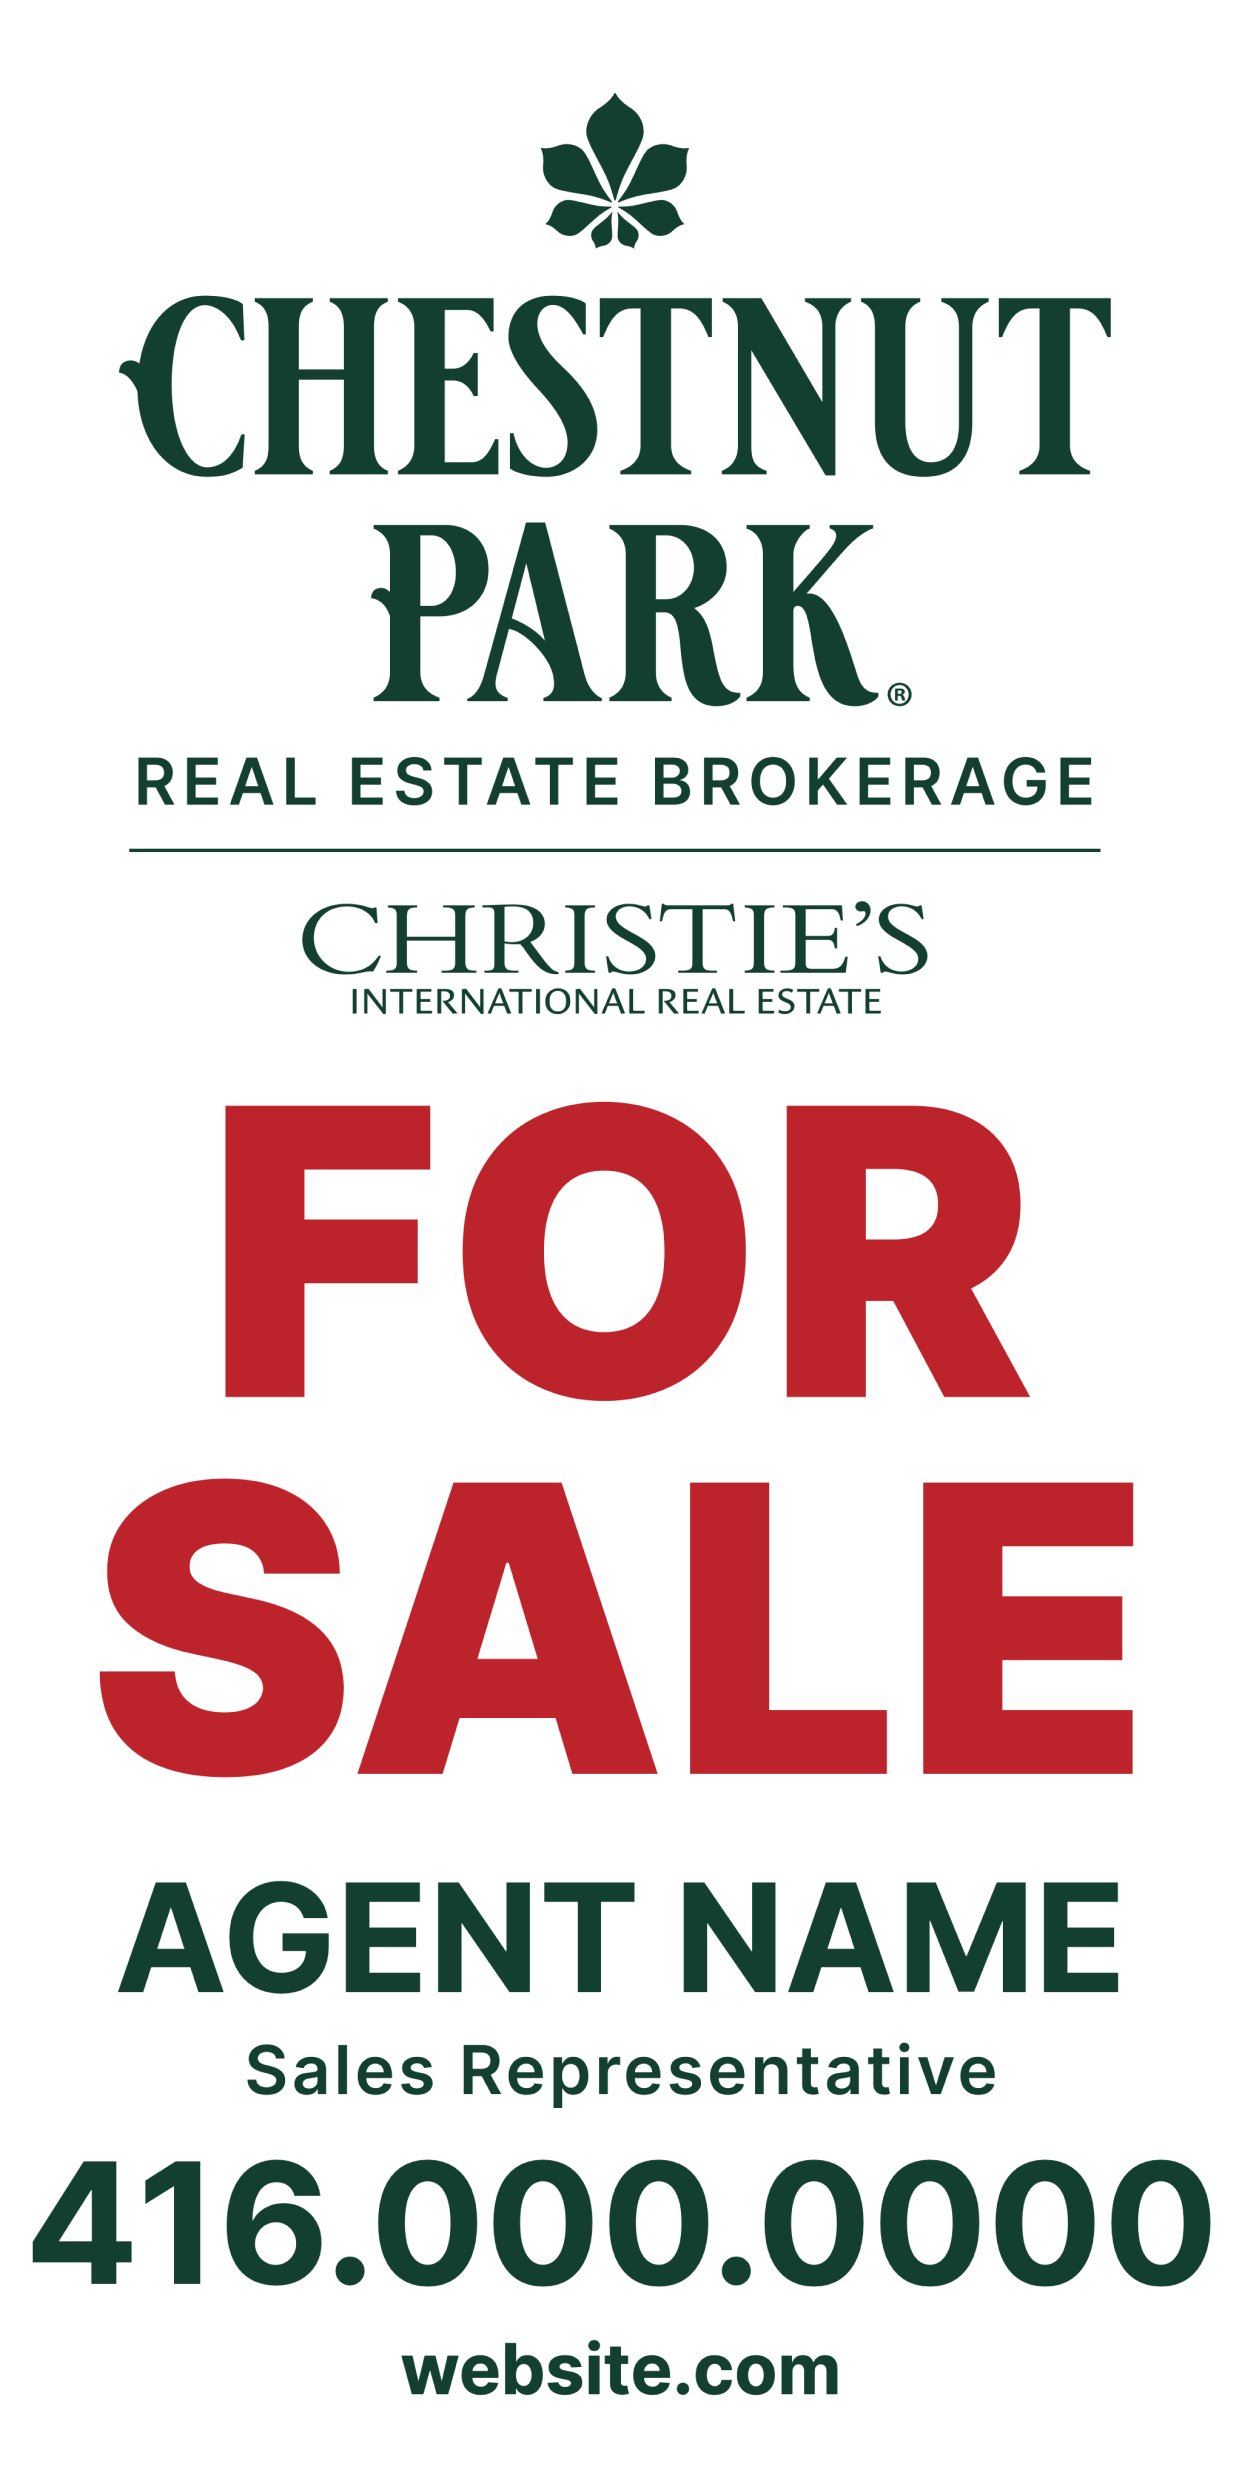 CHESTNUT
PARK®
REAL ESTATE BROKERAGE
CHRISTIE'S
INTERNATIONAL REAL ESTATE
FOR
SALE
AGENT NAME
Sales Representative
416.000.0000
website.com